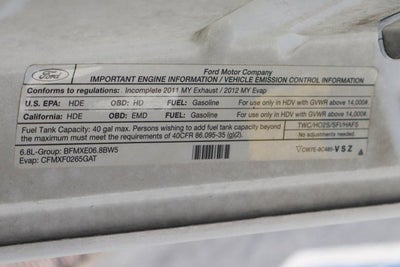 Ford
Ford Motor Company
IMPORTANT ENGINE INFORMATION / VEHICLE EMISSION CONTROL INFORMATION
Conforms to regulations: Incomplete 2011 MY Exhaust / 2012 MY Evap
U.S. EPA: HDE OBD: HD FUEL: Gasoline For use only in HDV with GVWR above 14,000#
California: HDE OBD: EMD FUEL: Gasoline For use only in HDV with GVWR above 14,000#
Fuel Tank Capacity: 40 gal max. Persons wishing to add fuel tank capacity beyond TWC/HO2S/SFI/HAFS
the maximum must meet the requirements of 40CFR 86.095-35 (g)(2). No adjustments needed.
6.8L-Group: BFMXE06.8BW5 VSZ
Evap: CFMXF0265GAT